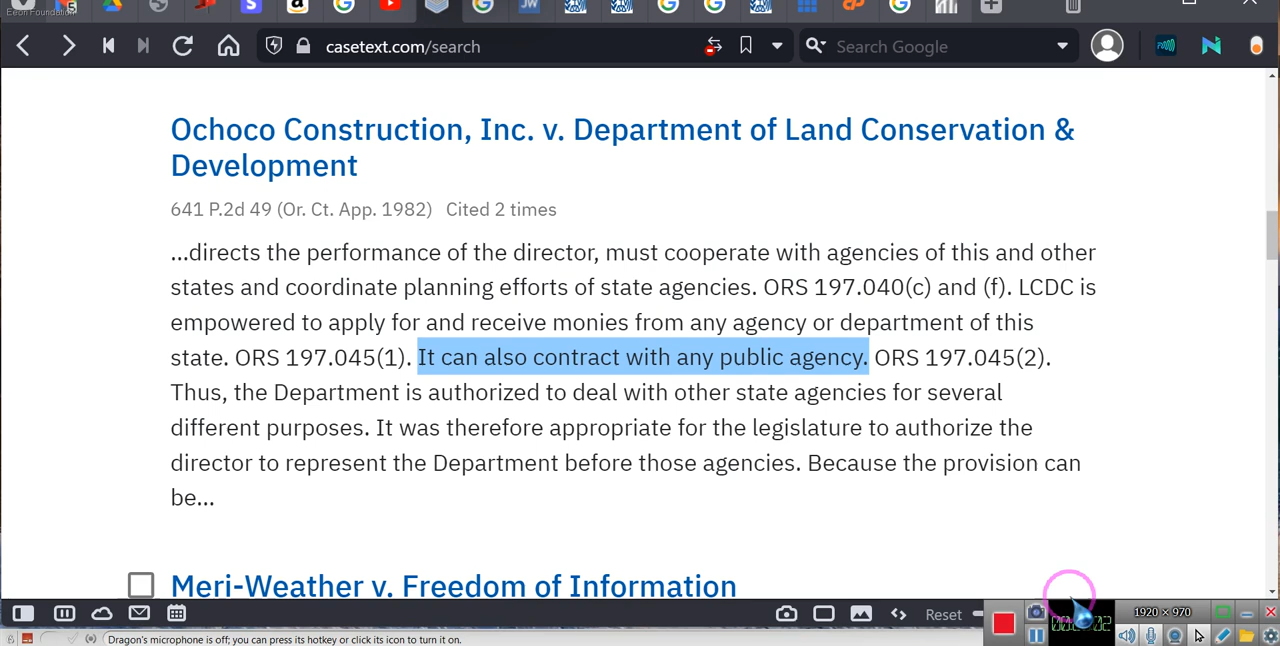 Eeon Foundation
JW
casetext.com/search
Search Google
Ochoco Construction, Inc. v. Department of Land Conservation &
Development
641 P.2d 49 (Or. Ct. App. 1982) Cited 2 times
...directs the performance of the director, must cooperate with agencies of this and other
states and coordinate planning efforts of state agencies. ORS 197.040(c) and (f). LCDC is
empowered to apply for and receive monies from any agency or department of this
state. ORS 197.045(1). It can also contract with any public agency. ORS 197.045(2).
Thus, the Department is authorized to deal with other state agencies for several
different purposes. It was therefore appropriate for the legislature to authorize the
director to represent the Department before those agencies. Because the provision can
be...
Meri-Weather v. Freedom of Information
Reset
1920 × 970
Dragon's microphone is off; you can press its hotkey or click its icon to turn it on.